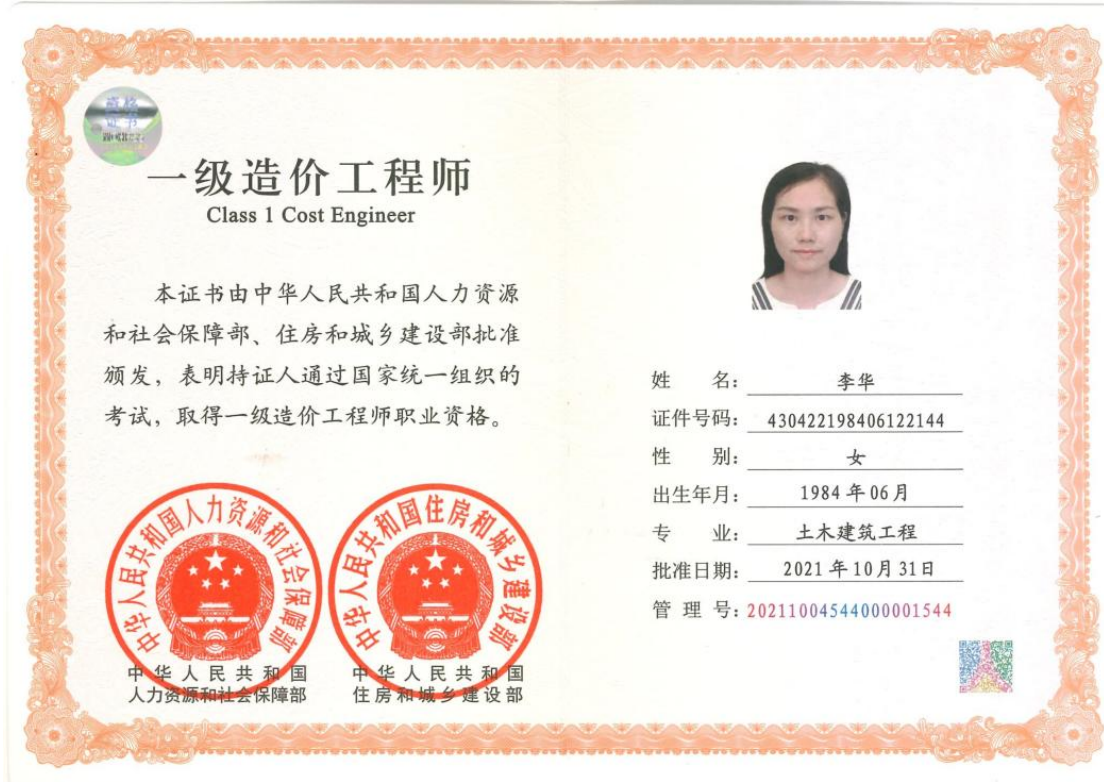 一级造价工程师
Class 1 Cost Engineer
本证书由中华人民共和国人力资源
和社会保障部、住房和城乡建设部批准
颁发,表明持证人通过国家统一组织的
考试,取得一级造价工程师职业资格。
中华人民共和国人力资源和社会保障部
中华人民共和国住房和城乡建设部
中华人民共和国
人力资源和社会保障部
中华人民共和国
住房和城乡建设部
姓 名: 李华
证件号码: 430422198406122144
性 别: 女
出生年月: 1984年06月
专 业: 土木建筑工程
批准日期: 2021年10月31日
管 理 号: 20211004544000001544